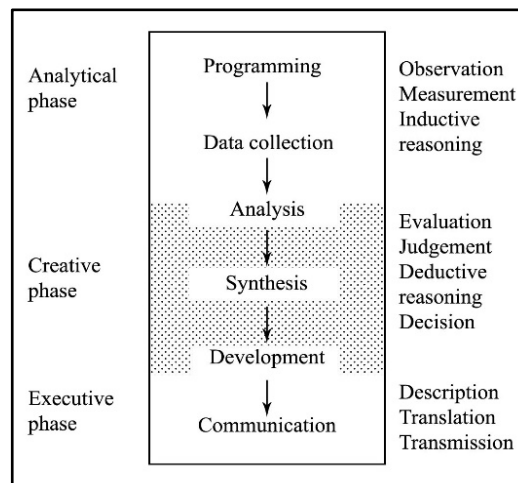 Analytical
phase
Programming
Data collection
Observation
Measurement
Inductive
reasoning
Creative
phase
Analysis
Synthesis
Development
Evaluation
Judgement
Deductive
reasoning
Decision
Executive
phase
Communication
Description
Translation
Transmission